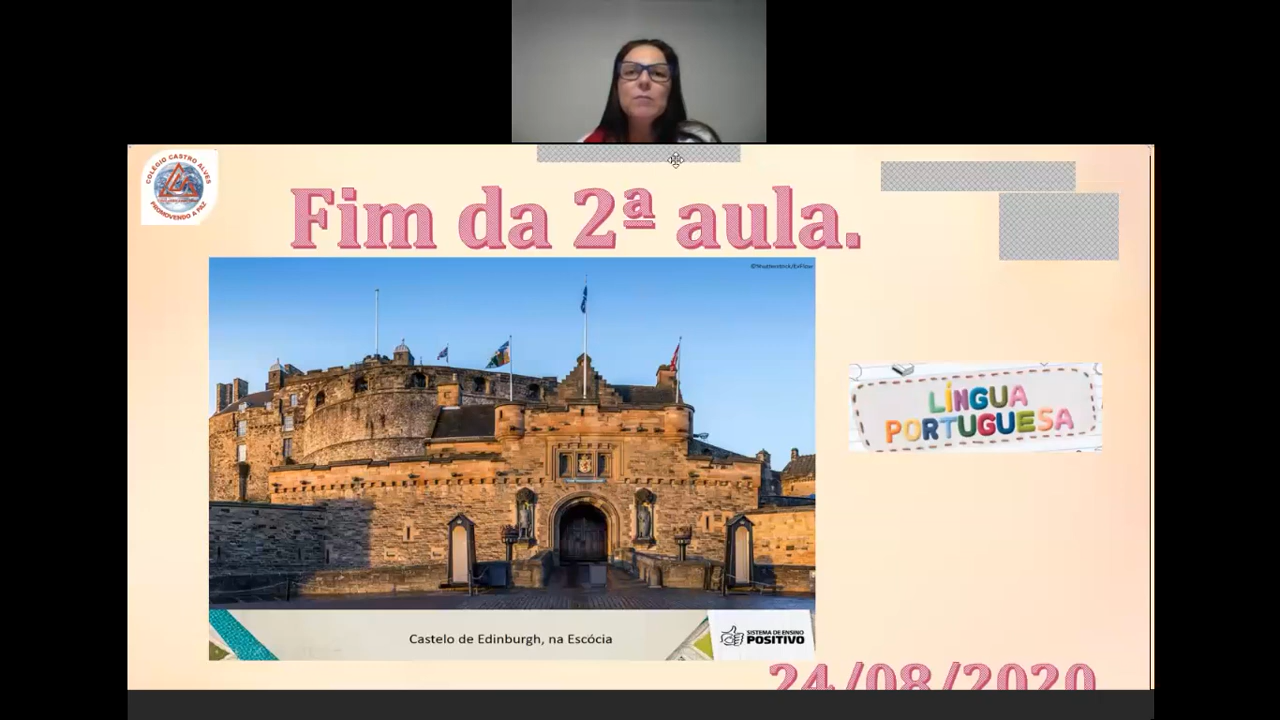 COLÉGIO CASTRO ALVES
PROMOVENDO A PAZ
Fim da 2ª aula.
LÍNGUA
PORTUGUESA
Castelo de Edinburgh, na Escócia
SISTEMA DE ENSINO
POSITIVO
24/08/2020